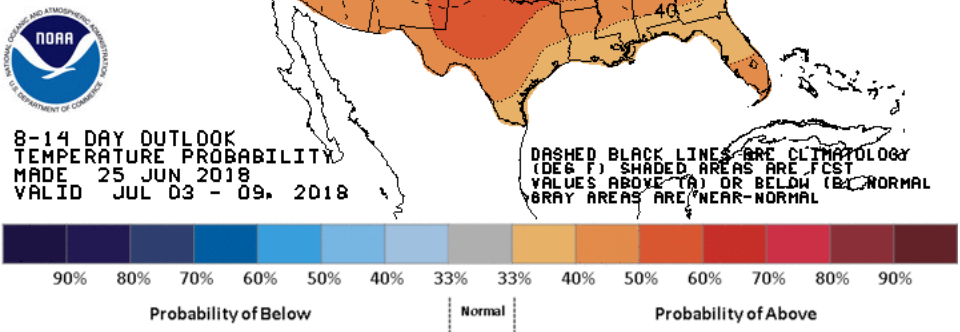 40
NATIONAL OCEANIC AND ATMOSPHERIC ADMINISTRATION
NOAA
U.S. DEPARTMENT OF COMMERCE
8-14 DAY OUTLOOK
TEMPERATURE PROBABILITY
MADE 25 JUN 2018
VALID JUL 03 - 09, 2018
DASHED BLACK LINES ARE CLIMATOLOGY
(DEG F) SHADED AREAS ARE FCST
VALUES ABOVE (A) OR BELOW (B) NORMAL
GRAY AREAS ARE NEAR-NORMAL
90% 80% 70% 60% 50% 40% 33% 33% 40% 50% 60% 70% 80% 90%
Probability of Below Normal Probability of Above